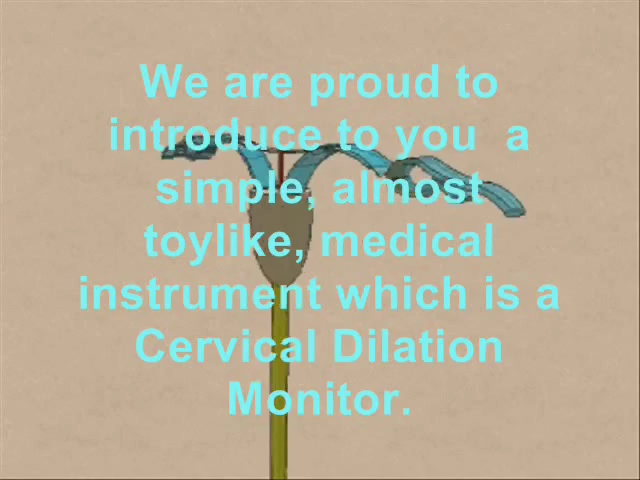 We are proud to
introduce to you  a
simple, almost
toylike, medical
instrument which is a
Cervical Dilation
Monitor.